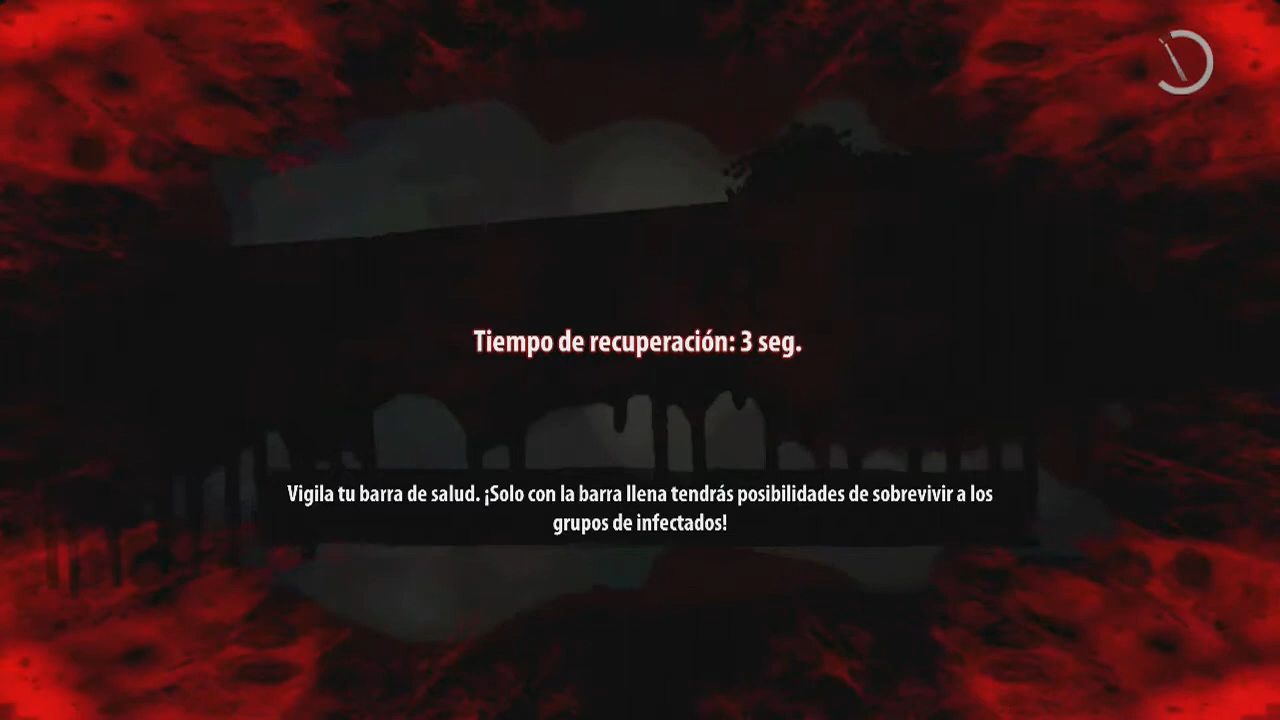 Tiempo de recuperación: 3 seg.
Vigila tu barra de salud. ¡Solo con la barra llena tendrás posibilidades de sobrevivir a los
grupos de infectados!